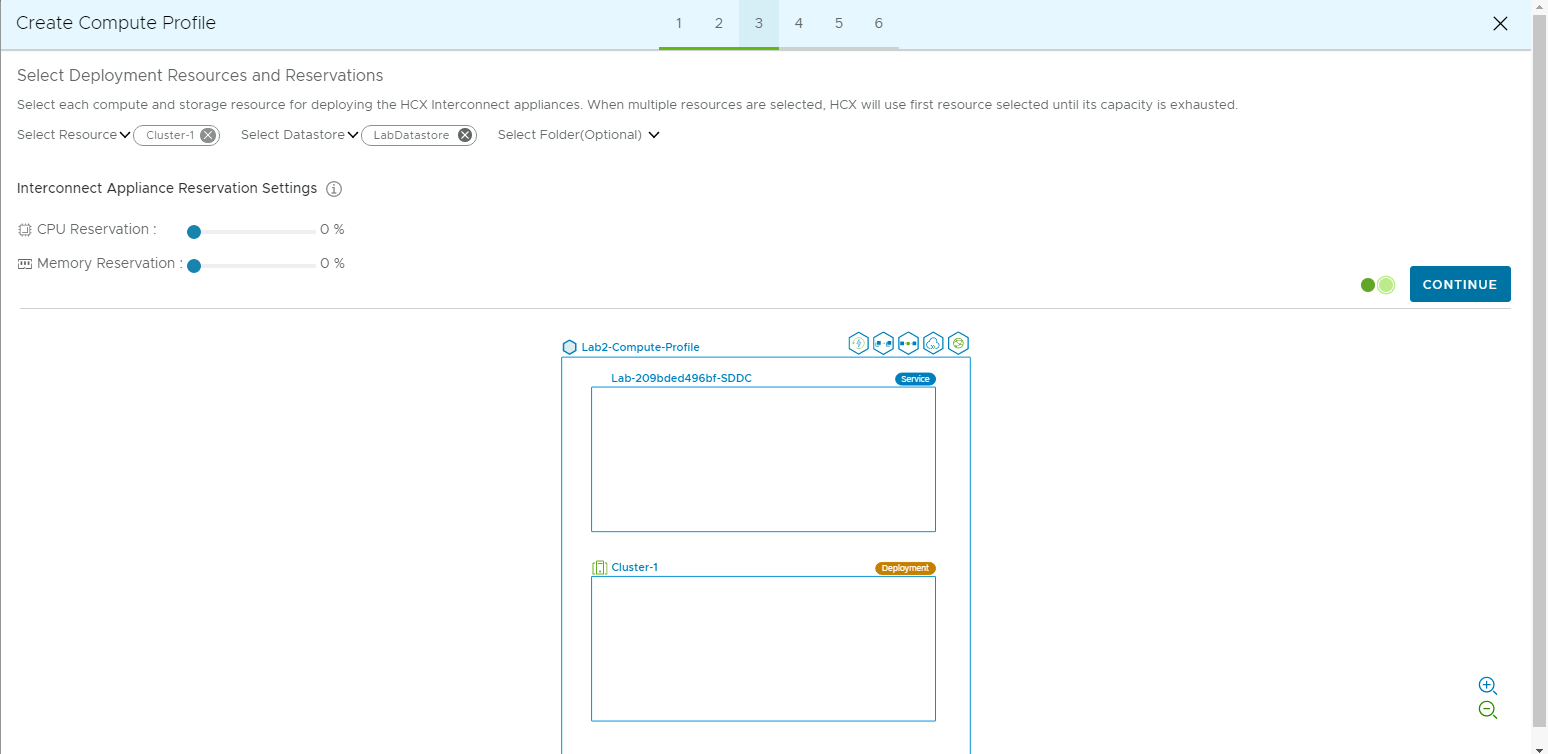 Create Compute Profile
1 2 3 4 5 6
Select Deployment Resources and Reservations
Select each compute and storage resource for deploying the HCX Interconnect appliances. When multiple resources are selected, HCX will use first resource selected until its capacity is exhausted.
Select Resource Cluster-1 Select Datastore LabDatastore Select Folder(Optional)
Interconnect Appliance Reservation Settings
CPU Reservation : 0 %
Memory Reservation : 0 %
CONTINUE
Lab2-Compute-Profile
Lab-209bded496bf-SDDC Service
Cluster-1 Deployment